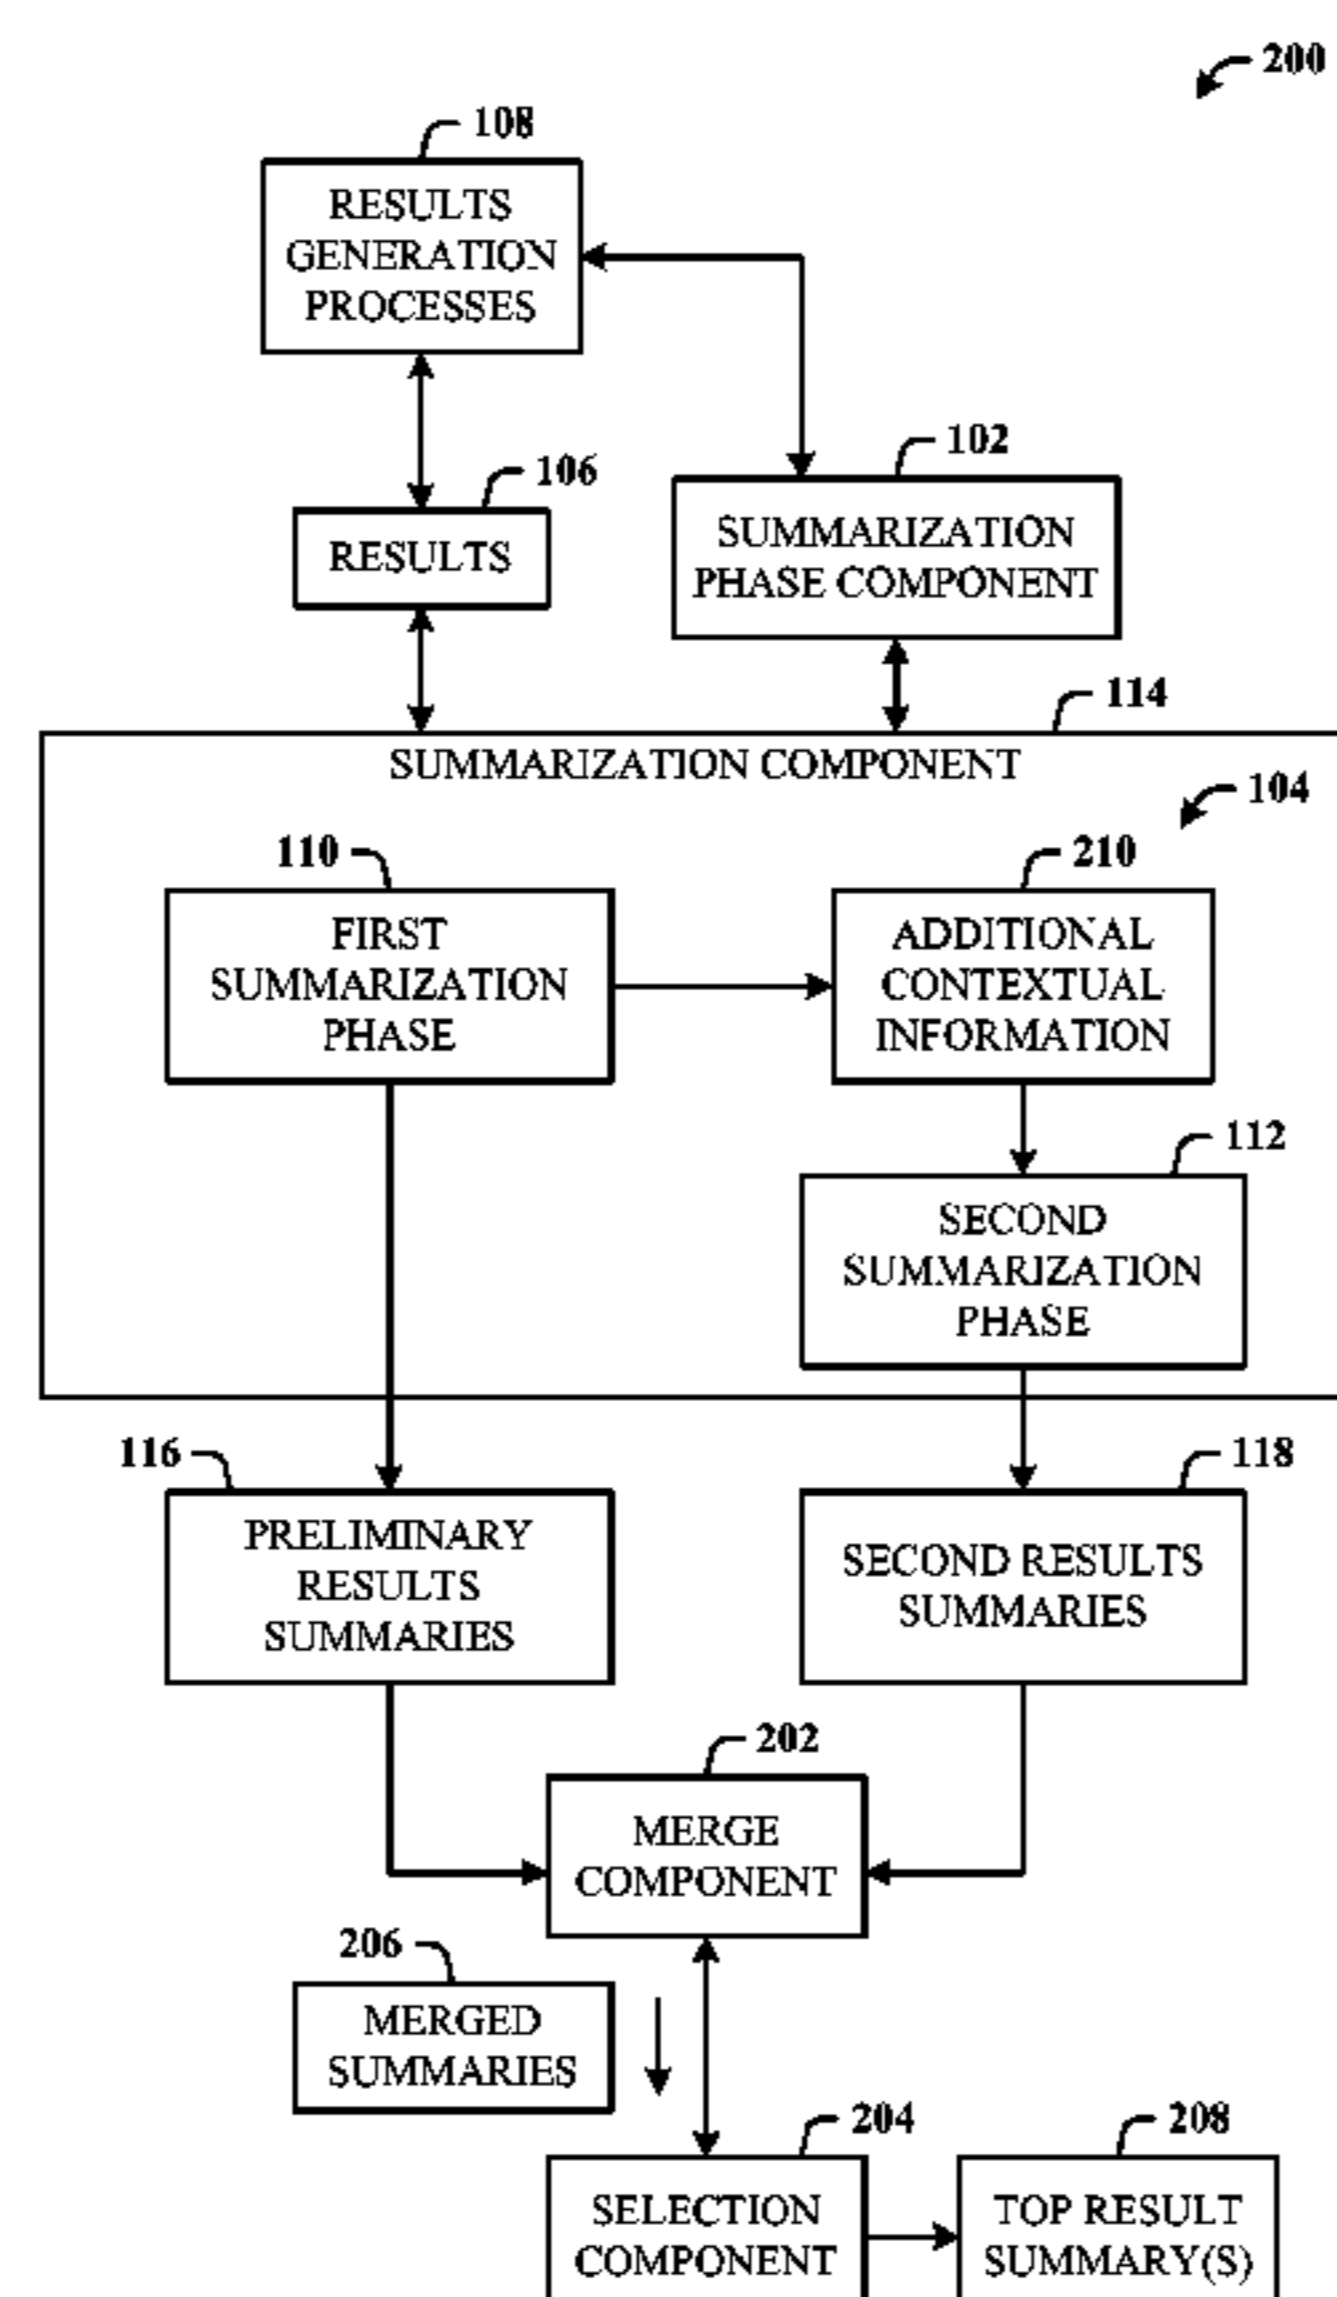 200
108
RESULTS
GENERATION
PROCESSES
102
106
RESULTS
SUMMARIZATION
PHASE COMPONENT
114
SUMMARIZATION COMPONENT
104
110
210
FIRST
SUMMARIZATION
PHASE
ADDITIONAL
CONTEXTUAL
INFORMATION
112
SECOND
SUMMARIZATION
PHASE
116
118
PRELIMINARY
RESULTS
SUMMARIES
SECOND RESULTS
SUMMARIES
202
MERGE
COMPONENT
206
MERGED
SUMMARIES
204
208
SELECTION
COMPONENT
TOP RESULT
SUMMARY(S)